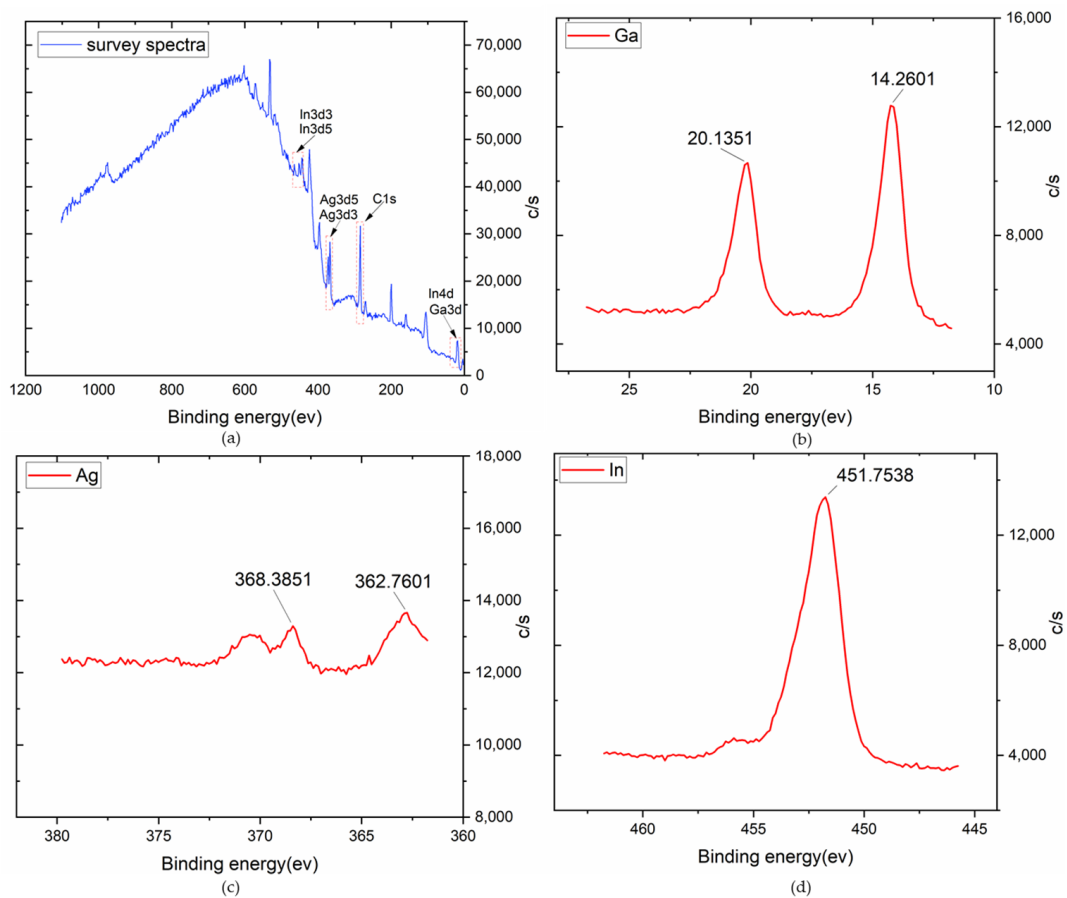 survey spectra
70,000
60,000
50,000
40,000
30,000
20,000
10,000
0
c/s
In3d3
In3d5
Ag3d5
Ag3d3
C1s
In4d
Ga3d
1200
1000
800
600
400
200
0
Binding energy(ev)
(a)
Ga
20.1351
14.2601
16,000
12,000
8,000
4,000
c/s
25
20
15
10
Binding energy(ev)
(b)
Ag
368.3851
362.7601
18,000
16,000
14,000
12,000
10,000
8,000
c/s
380
375
370
365
360
Binding energy(ev)
(c)
In
451.7538
12,000
8,000
4,000
c/s
460
455
450
445
Binding energy(ev)
(d)